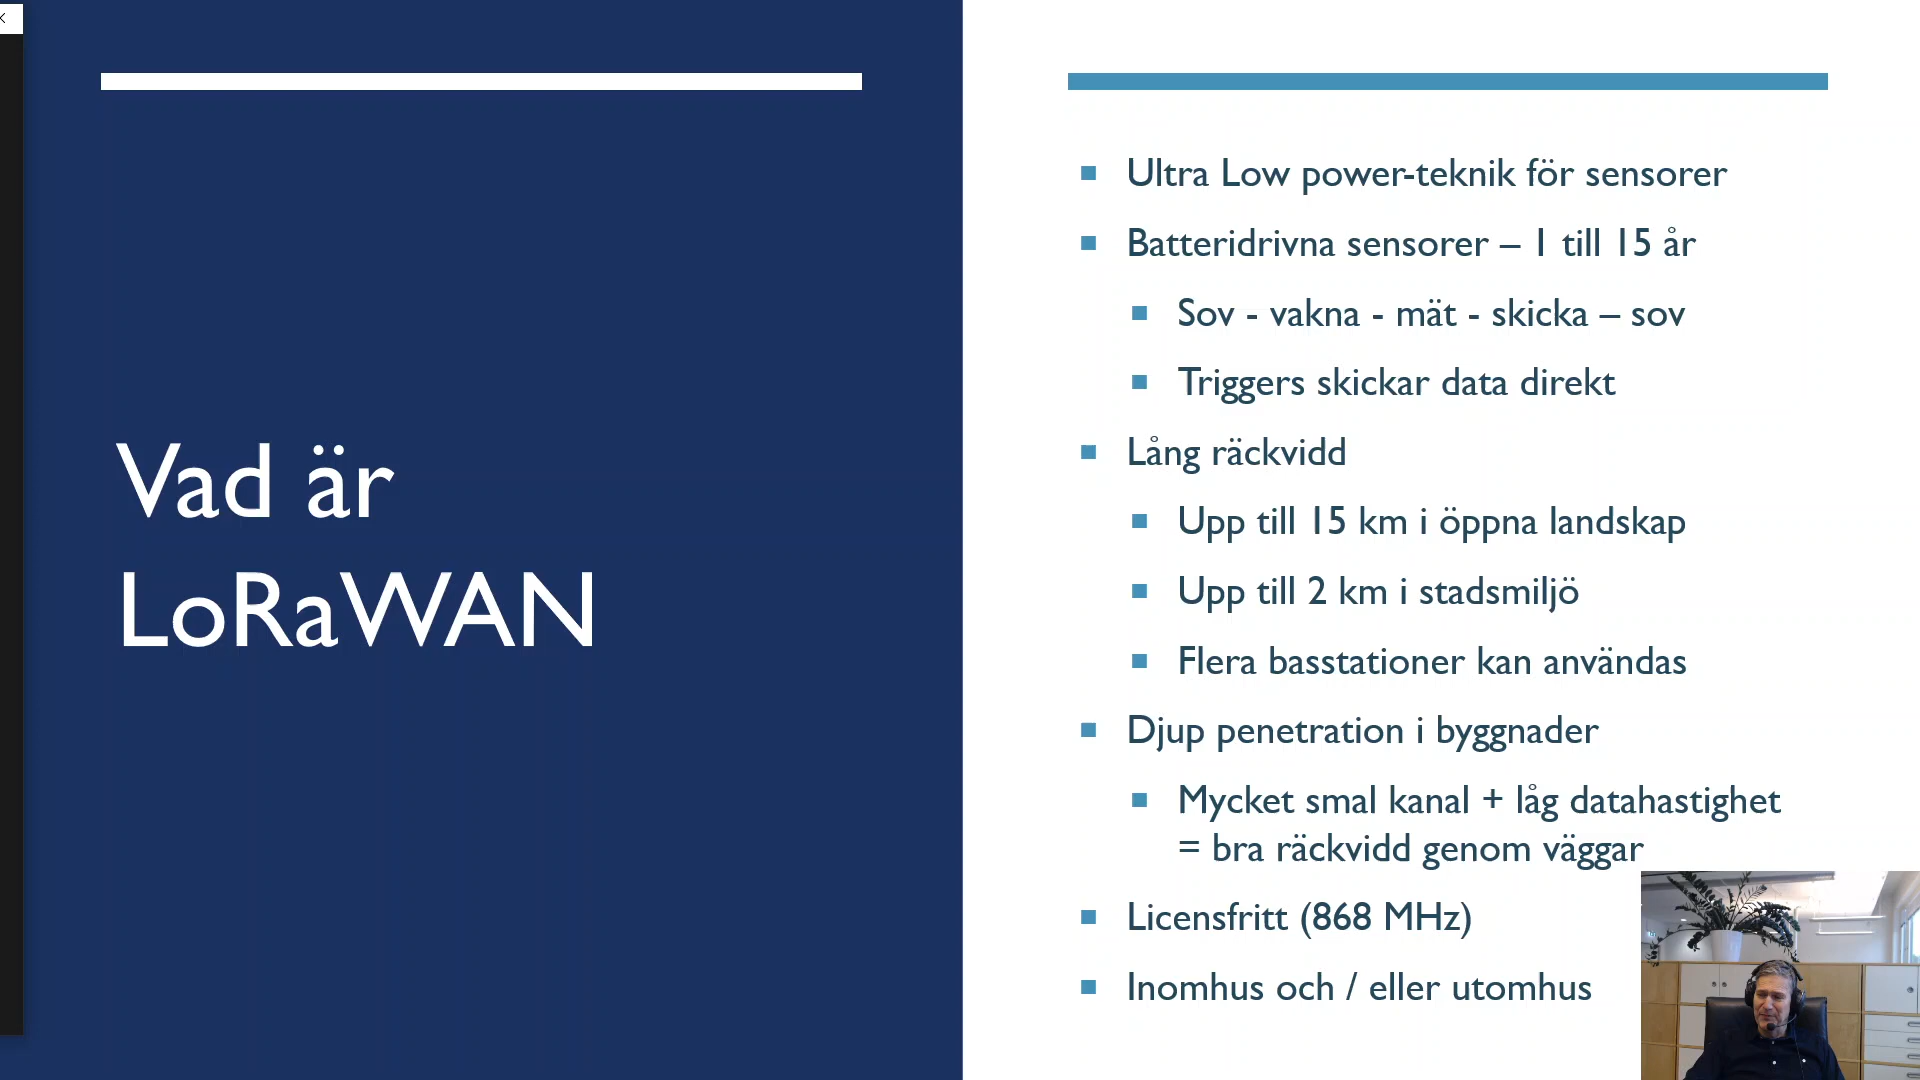 Vad är
LoRaWAN
Ultra Low power-teknik för sensorer
Batteridrivna sensorer – 1 till 15 år
Sov - vakna - mät - skicka – sov
Triggers skickar data direkt
Lång räckvidd
Upp till 15 km i öppna landskap
Upp till 2 km i stadsmiljö
Flera basstationer kan användas
Djup penetration i byggnader
Mycket smal kanal + låg datahastighet
= bra räckvidd genom väggar
Licensfritt (868 MHz)
Inomhus och / eller utomhus